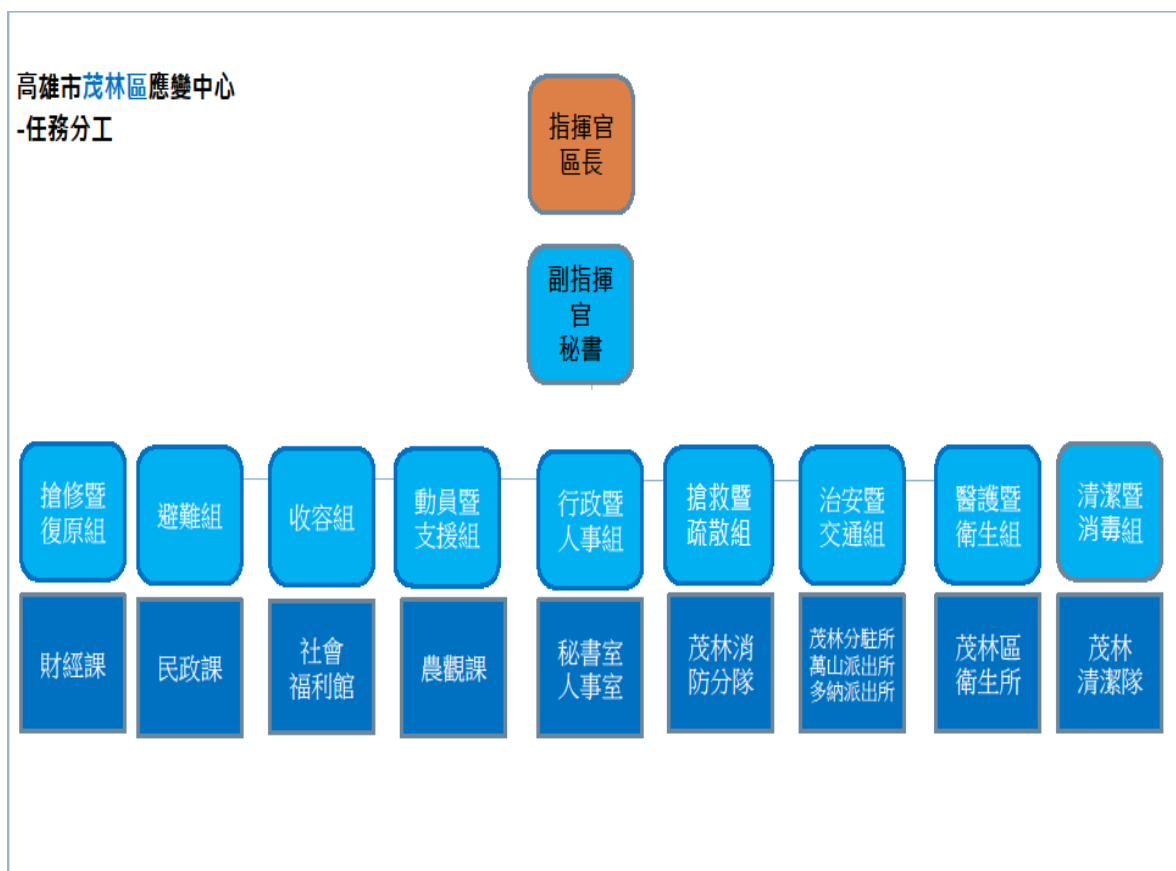 高雄市茂林區應變中心
-任務分工
指揮官
區長
副指揮
官
秘書
搶修暨
復原組
避難組
收容組
動員暨
支援組
行政暨
人事組
搶救暨
疏散組
治安暨
交通組
醫護暨
衛生組
清潔暨
消毒組
財經課
民政課
社會
福利館
農觀課
秘書室
人事室
茂林消
防分隊
茂林分駐所
萬山派出所
多納派出所
茂林區
衛生所
茂林
清潔隊